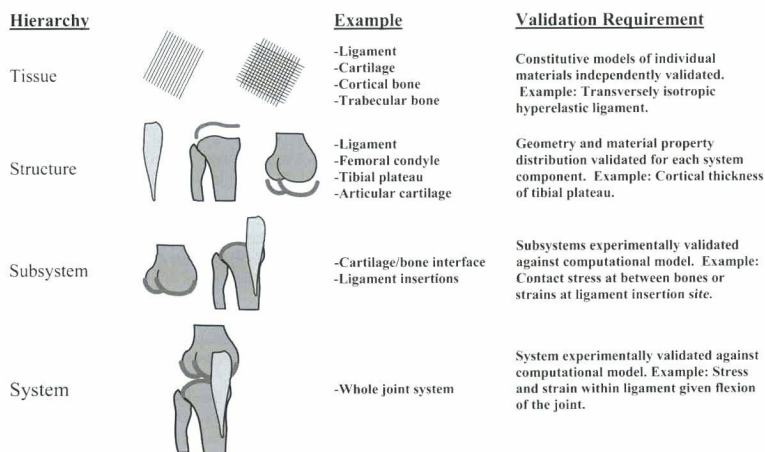 Hierarchy
Example
Validation Requirement
Tissue
-Ligament
-Cartilage
-Cortical bone
-Trabecular bone
Constitutive models of individual
materials independently validated.
Example: Transversely isotropic
hyperelastic ligament.
Structure
-Ligament
-Femoral condyle
-Tibial plateau
-Articular cartilage
Geometry and material property
distribution validated for each system
component. Example: Cortical thickness
of tibial plateau.
Subsystem
-Cartilage/bone interface
-Ligament insertions
Subsystems experimentally validated
against computational model. Example:
Contact stress at between bones or
strains at ligament insertion site.
System
-Whole joint system
System experimentally validated against
computational model. Example: Stress
and strain within ligament given flexion
of the joint.